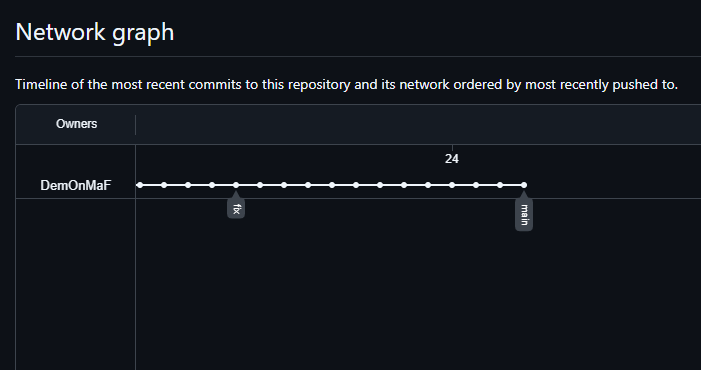 Network graph
Timeline of the most recent commits to this repository and its network ordered by most recently pushed to.
Owners
24
DemOnMaF
fix
main